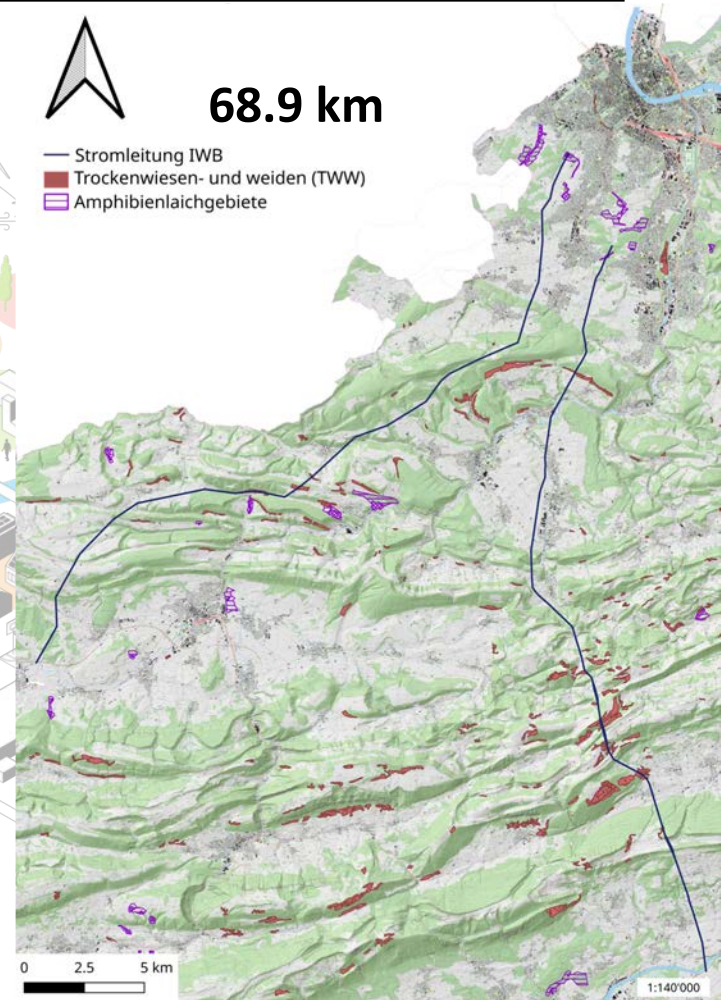 68.9 km
Stromleitung IWB
Trockenwiesen- und weiden (TWW)
Amphibienlaichgebiete
0 2.5 5 km
1:140'000